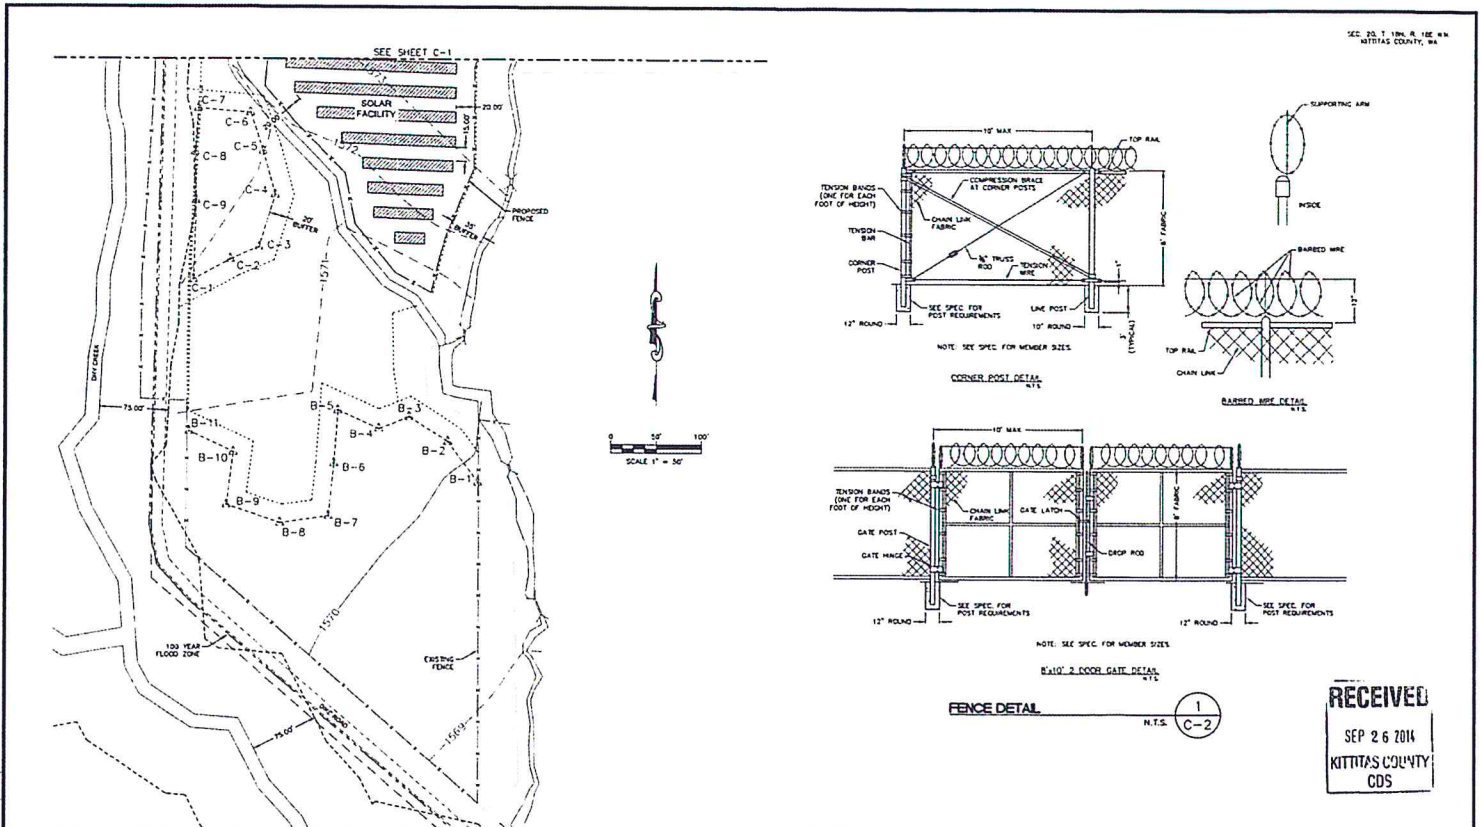 SEE SHEET C-1
1573
SOLAR
FACILITY
20.00'
20.00'
15.00'
C-7
C-6
C-5
C-8
C-4
C-9
C-3
C-2
C-1
1572
20'
BUFFER
35'
BUFFER
PROPOSED
FENCE
1571
DRY CREEK
75.00'
B-11
B-10
B-9
B-8
B-7
B-6
B-5
B-4
B-3
B-2
B-1
1570
100 YEAR
FLOOD ZONE
EXISTING
FENCE
75.00'
1569
0 50' 100'
SCALE 1" = 50'
KITTITAS COUNTY, WA
10' MAX
TOP RAIL
TENSION BANDS
(ONE FOR EACH
FOOT OF HEIGHT)
COMPRESSION BRACE
AT CORNER POSTS
CHAIN LINK
FABRIC
TENSION
BAR
CORNER
POST
TRUSS
ROD
TENSION
WIRE
8' FABRIC
SEE SPEC. FOR
POST REQUIREMENTS
LINE POST
12" ROUND
10" ROUND
3'
(TYPICAL)
NOTE: SEE SPEC. FOR MEMBER SIZES.
CORNER POST DETAIL
N.T.S.
SUPPORTING ARM
INSIDE
BARBED WIRE
12"
TOP RAIL
CHAIN LINK
BARBED WIRE DETAIL
N.T.S.
10' MAX
TENSION BANDS
(ONE FOR EACH
FOOT OF HEIGHT)
CHAIN LINK
FABRIC
GATE LATCH
8' FABRIC
GATE POST
DROP ROD
GATE HINGE
SEE SPEC. FOR
POST REQUIREMENTS
SEE SPEC. FOR
POST REQUIREMENTS
12" ROUND
12" ROUND
NOTE: SEE SPEC. FOR MEMBER SIZES.
8'x10' 2 DOOR GATE DETAIL
N.T.S.
FENCE DETAIL
N.T.S.
1
C-2
RECEIVED
SEP 26 2014
KITTITAS COUNTY
CDS